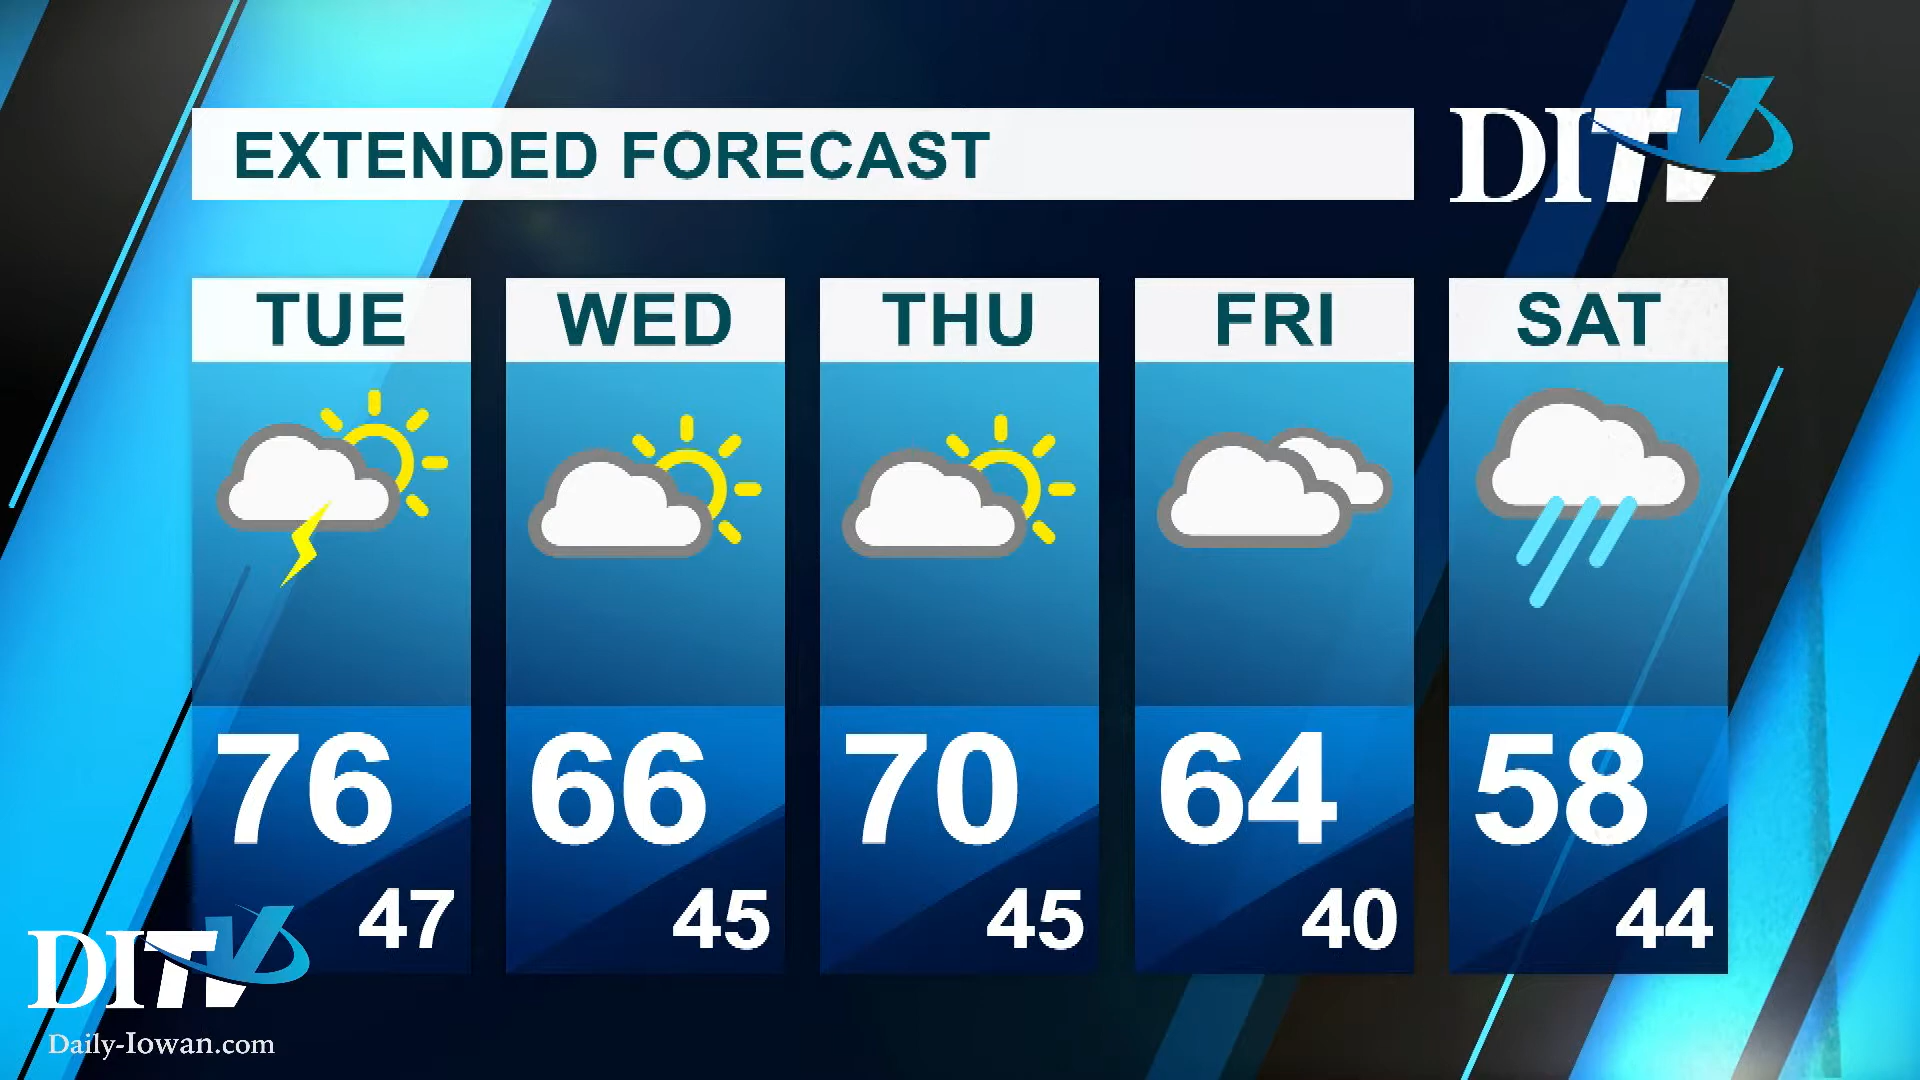 EXTENDED FORECAST
DITV
TUE WED THU FRI SAT
76 66 70 64 58
47 45 45 40 44
DITV
Daily-Iowan.com